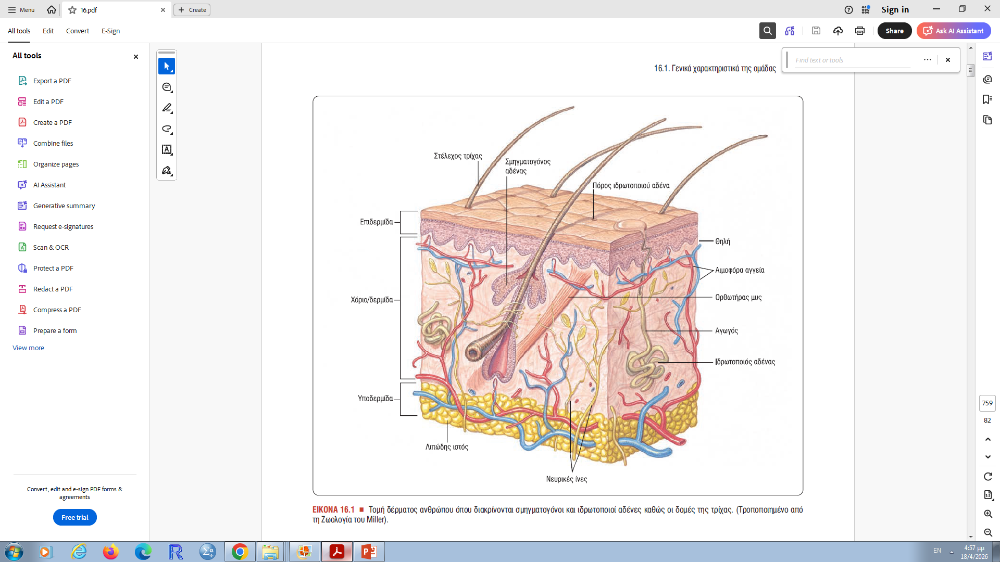 Menu
16.pdf
Create
Sign in
All tools
Edit
Convert
E-Sign
Share
Ask AI Assistant
All tools
Export a PDF
Edit a PDF
Create a PDF
Combine files
Organize pages
AI Assistant
Generative summary
Request e-signatures
Scan & OCR
Protect a PDF
Redact a PDF
Compress a PDF
Prepare a form
View more
Convert, edit and e-sign PDF forms &
agreements
Free trial
Find text or tools
16.1. Γενικά χαρακτηριστικά της ομάδας
Στέλεχος τρίχας
Σμηγματογόνος
αδένας
Πόρος ιδρωτοποιού αδένα
Επιδερμίδα
Θηλή
Αιμοφόρα αγγεία
Χόριο/δερμίδα
Ορθωτήρας μυς
Αγωγός
Ιδρωτοποιός αδένας
Υποδερμίδα
Λιπώδης ιστός
Νευρικές ίνες
ΕΙΚΟΝΑ 16.1 ■ Τομή δέρματος ανθρώπου όπου διακρίνονται σμηγματογόνοι και ιδρωτοποιοί αδένες καθώς οι δομές της τρίχας. (Τροποποιημένο από
τη Ζωολογία του Miller).
759
82
1:1
EN
4:57 μμ
18/4/2026